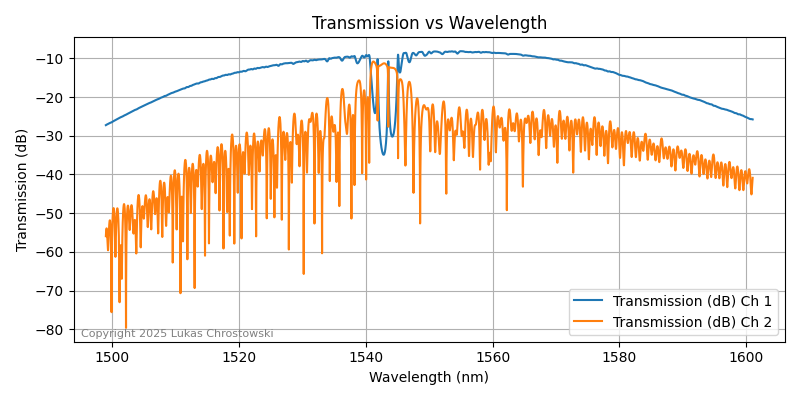 Transmission vs Wavelength
Transmission (dB)
−10
−20
−30
−40
−50
−60
−70
−80
Transmission (dB) Ch 1
Transmission (dB) Ch 2
Copyright 2025 Lukas Chrostowski
1500
1520
1540
1560
1580
1600
Wavelength (nm)